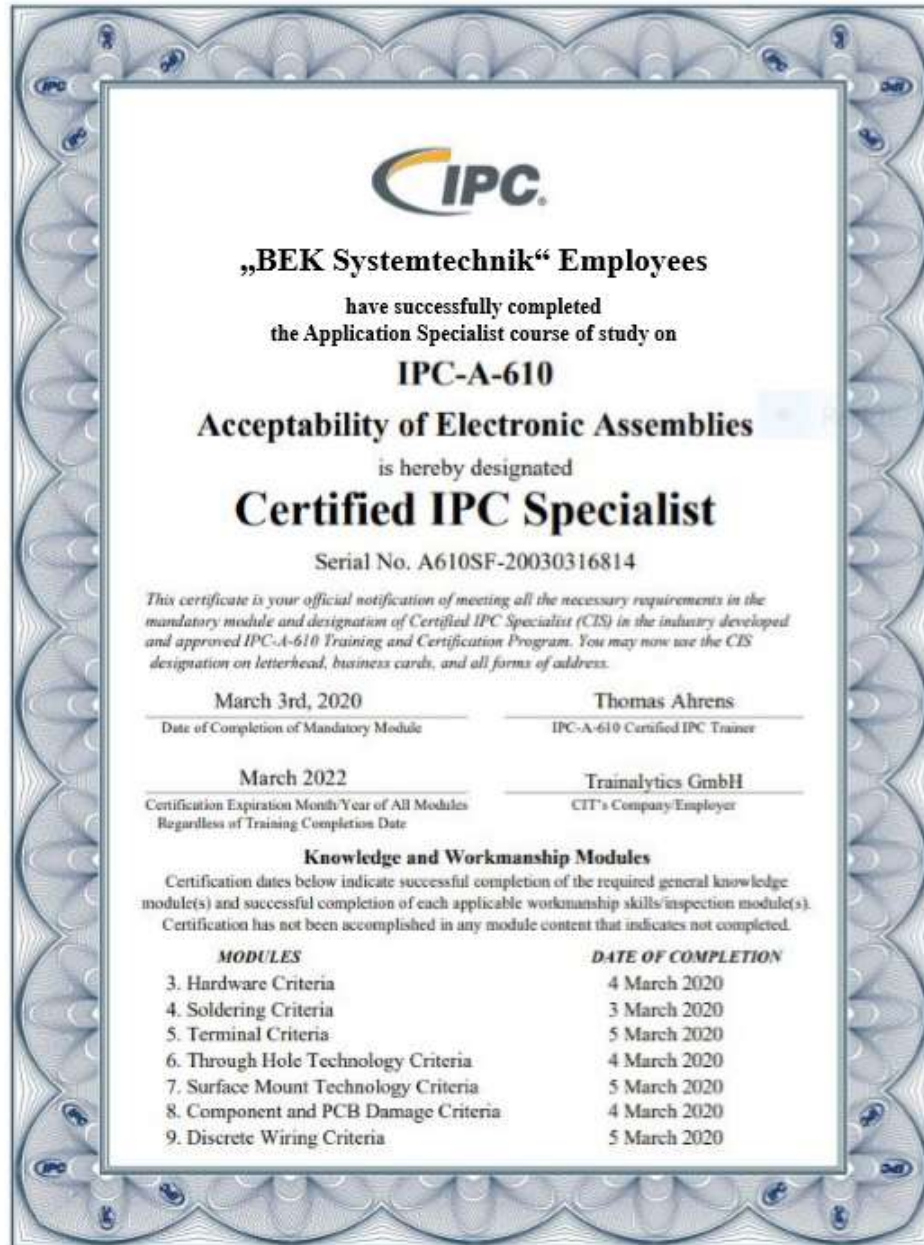 IPC
IPC
IPC
„BEK Systemtechnik“ Employees
have successfully completed
the Application Specialist course of study on
IPC-A-610
Acceptability of Electronic Assemblies
is hereby designated
Certified IPC Specialist
Serial No. A610SF-20030316814
This certificate is your official notification of meeting all the necessary requirements in the
mandatory module and designation of Certified IPC Specialist (CIS) in the industry developed
and approved IPC-A-610 Training and Certification Program. You may now use the CIS
designation on letterhead, business cards, and all forms of address.
March 3rd, 2020
Date of Completion of Mandatory Module
Thomas Ahrens
IPC-A-610 Certified IPC Trainer
March 2022
Certification Expiration Month/Year of All Modules
Regardless of Training Completion Date
Trainalytics GmbH
CIT's Company/Employer
Knowledge and Workmanship Modules
Certification dates below indicate successful completion of the required general knowledge
module(s) and successful completion of each applicable workmanship skills/inspection module(s).
Certification has not been accomplished in any module content that indicates not completed.
MODULES DATE OF COMPLETION
3. Hardware Criteria 4 March 2020
4. Soldering Criteria 3 March 2020
5. Terminal Criteria 5 March 2020
6. Through Hole Technology Criteria 4 March 2020
7. Surface Mount Technology Criteria 5 March 2020
8. Component and PCB Damage Criteria 4 March 2020
9. Discrete Wiring Criteria 5 March 2020
IPC
IPC